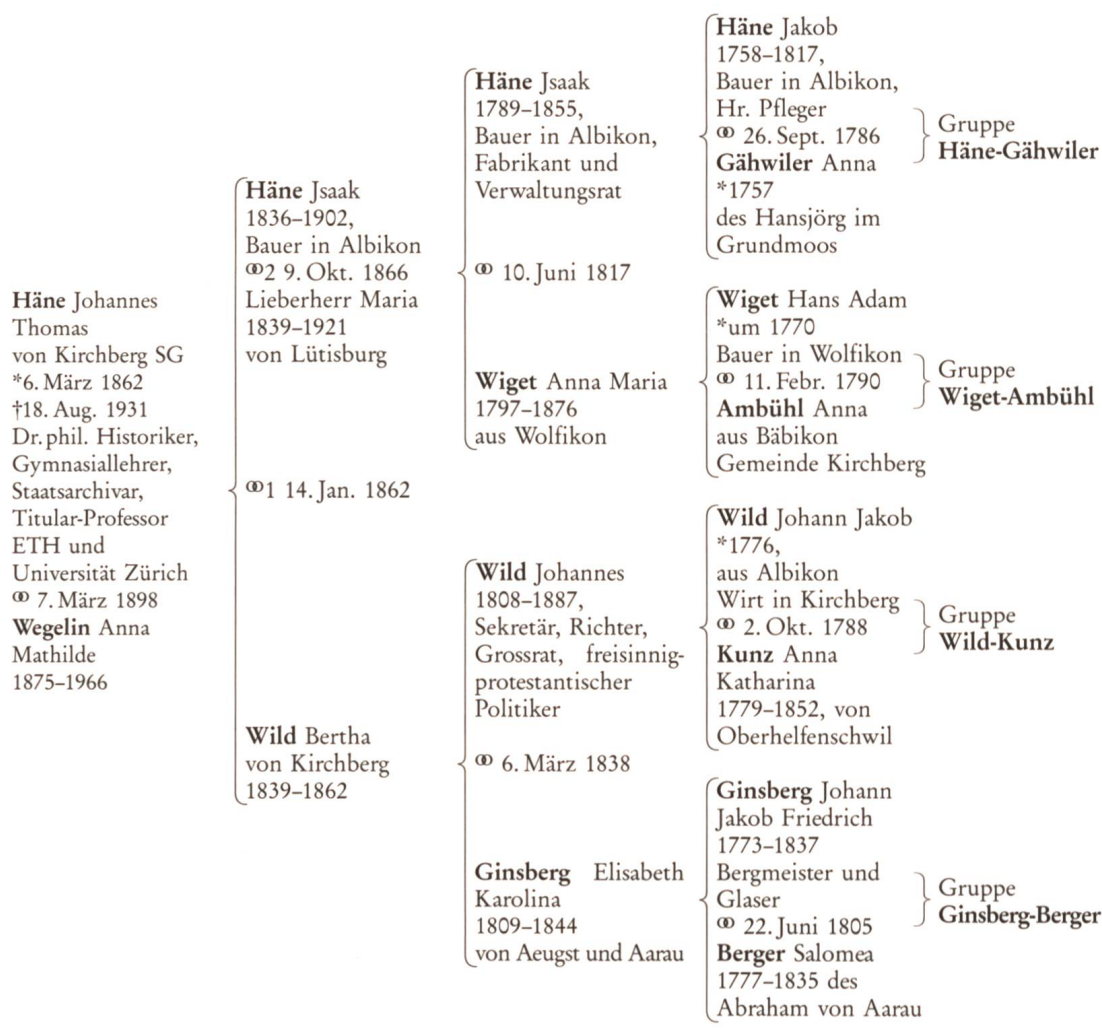 Häne Johannes
Thomas
von Kirchberg SG
*6. März 1862
†18. Aug. 1931
Dr. phil. Historiker,
Gymnasiallehrer,
Staatsarchivar,
Titular-Professor
ETH und
Universität Zürich
⚭ 7. März 1898
Wegelin Anna
Mathilde
1875–1966
Häne Jsaak
1836–1902,
Bauer in Albikon
⚭2 9. Okt. 1866
Lieberherr Maria
1839–1921
von Lütisburg
⚭1 14. Jan. 1862
Wild Bertha
von Kirchberg
1839–1862
Häne Jsaak
1789–1855,
Bauer in Albikon,
Fabrikant und
Verwaltungsrat
⚭ 10. Juni 1817
Wiget Anna Maria
1797–1876
aus Wolfikon
Wild Johannes
1808–1887,
Sekretär, Richter,
Grossrat, freisinnig-
protestantischer
Politiker
⚭ 6. März 1838
Ginsberg Elisabeth
Karolina
1809–1844
von Aeugst und Aarau
Häne Jakob
1758–1817,
Bauer in Albikon,
Hr. Pfleger
⚭ 26. Sept. 1786
Gähwiler Anna
*1757
des Hansjörg im
Grundmoos
Wiget Hans Adam
*um 1770
Bauer in Wolfikon
⚭ 11. Febr. 1790
Ambühl Anna
aus Bäbikon
Gemeinde Kirchberg
Wild Johann Jakob
*1776,
aus Albikon
Wirt in Kirchberg
⚭ 2. Okt. 1788
Kunz Anna
Katharina
1779–1852, von
Oberhelfenschwil
Ginsberg Johann
Jakob Friedrich
1773–1837
Bergmeister und
Glaser
⚭ 22. Juni 1805
Berger Salomea
1777–1835 des
Abraham von Aarau
Gruppe
Häne-Gähwiler
Gruppe
Wiget-Ambühl
Gruppe
Wild-Kunz
Gruppe
Ginsberg-Berger